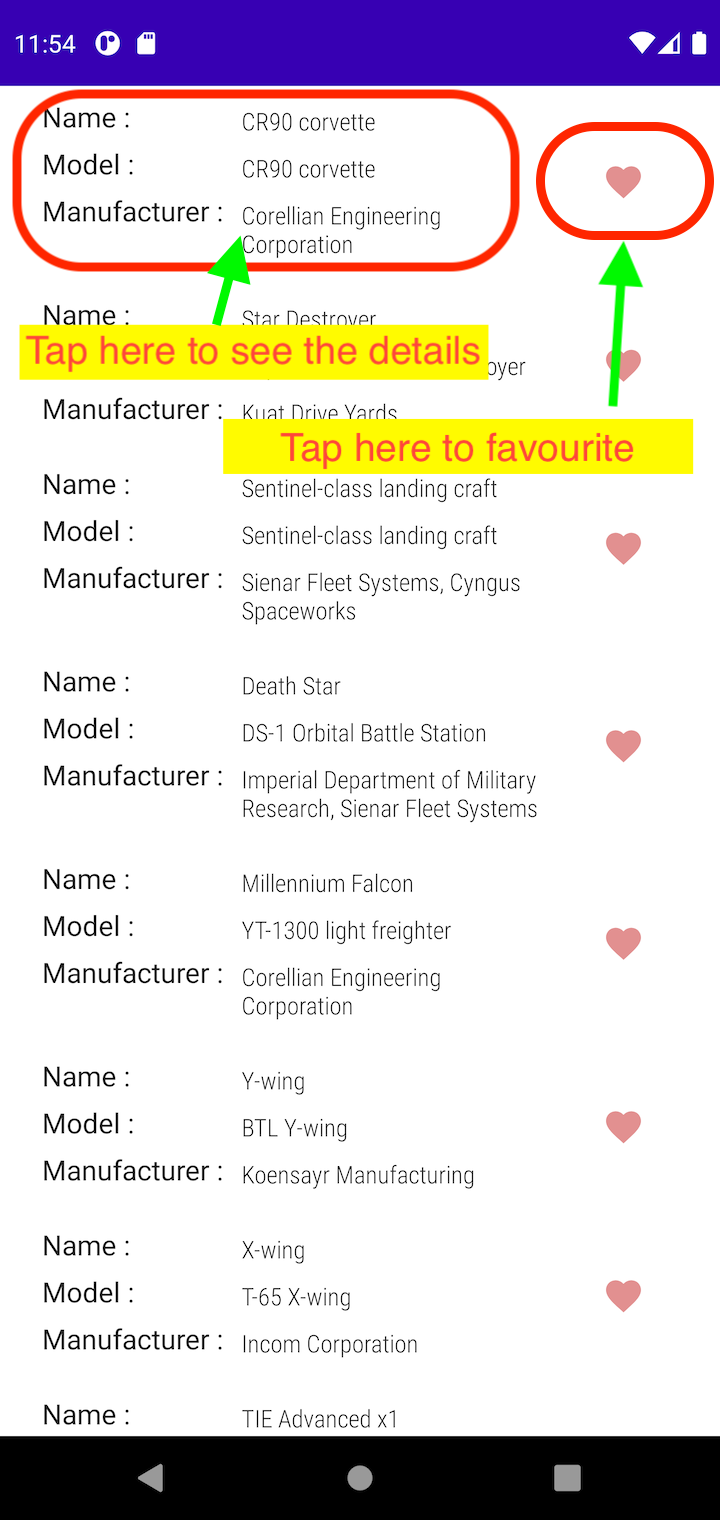 11:54
Name : CR90 corvette
Model : CR90 corvette
Manufacturer : Corellian Engineering
Corporation
Name : Star Destroyer
Tap here to see the details
oyer
Manufacturer : Kuat Drive Yards
Tap here to favourite
Name : Sentinel-class landing craft
Model : Sentinel-class landing craft
Manufacturer : Sienar Fleet Systems, Cyngus
Spaceworks
Name : Death Star
Model : DS-1 Orbital Battle Station
Manufacturer : Imperial Department of Military
Research, Sienar Fleet Systems
Name : Millennium Falcon
Model : YT-1300 light freighter
Manufacturer : Corellian Engineering
Corporation
Name : Y-wing
Model : BTL Y-wing
Manufacturer : Koensayr Manufacturing
Name : X-wing
Model : T-65 X-wing
Manufacturer : Incom Corporation
Name : TIE Advanced x1